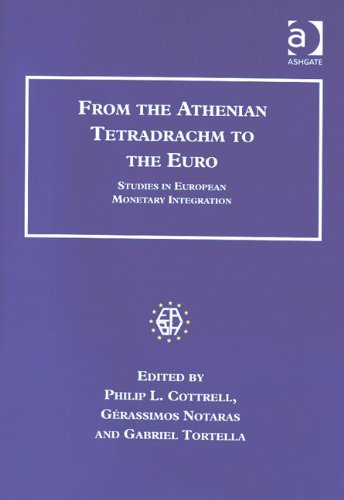 a
ASHGATE
FROM THE ATHENIAN
TETRADRACHM TO
THE EURO
STUDIES IN EUROPEAN
MONETARY INTEGRATION
EDITED BY
PHILIP L. COTTRELL,
GÉRASSIMOS NOTARAS
AND GABRIEL TORTELLA